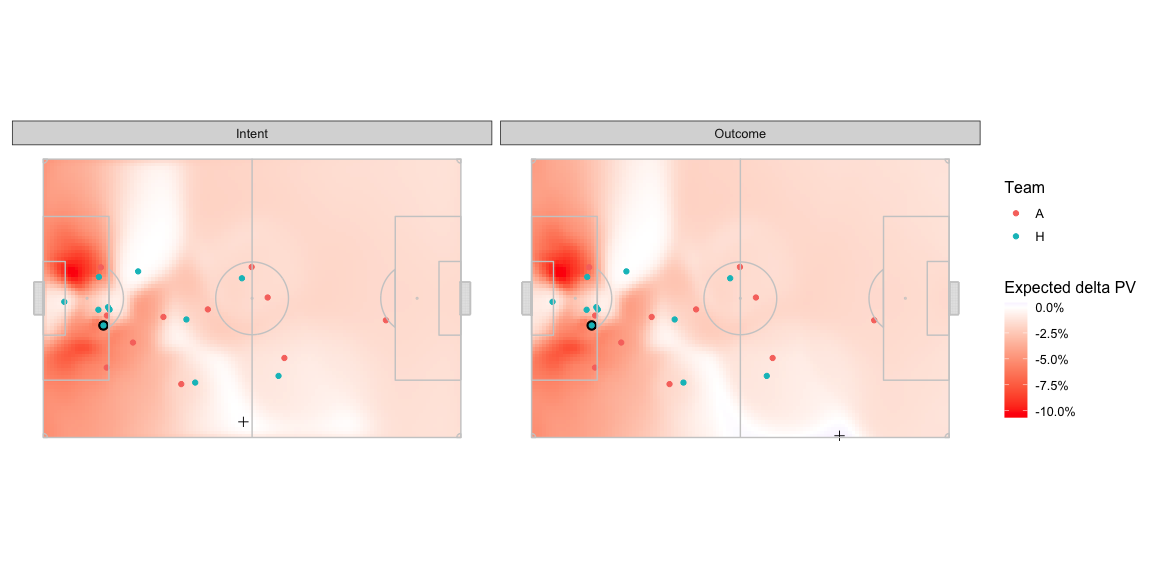 Intent
Outcome
Team
A
H
Expected delta PV
0.0%
-2.5%
-5.0%
-7.5%
-10.0%